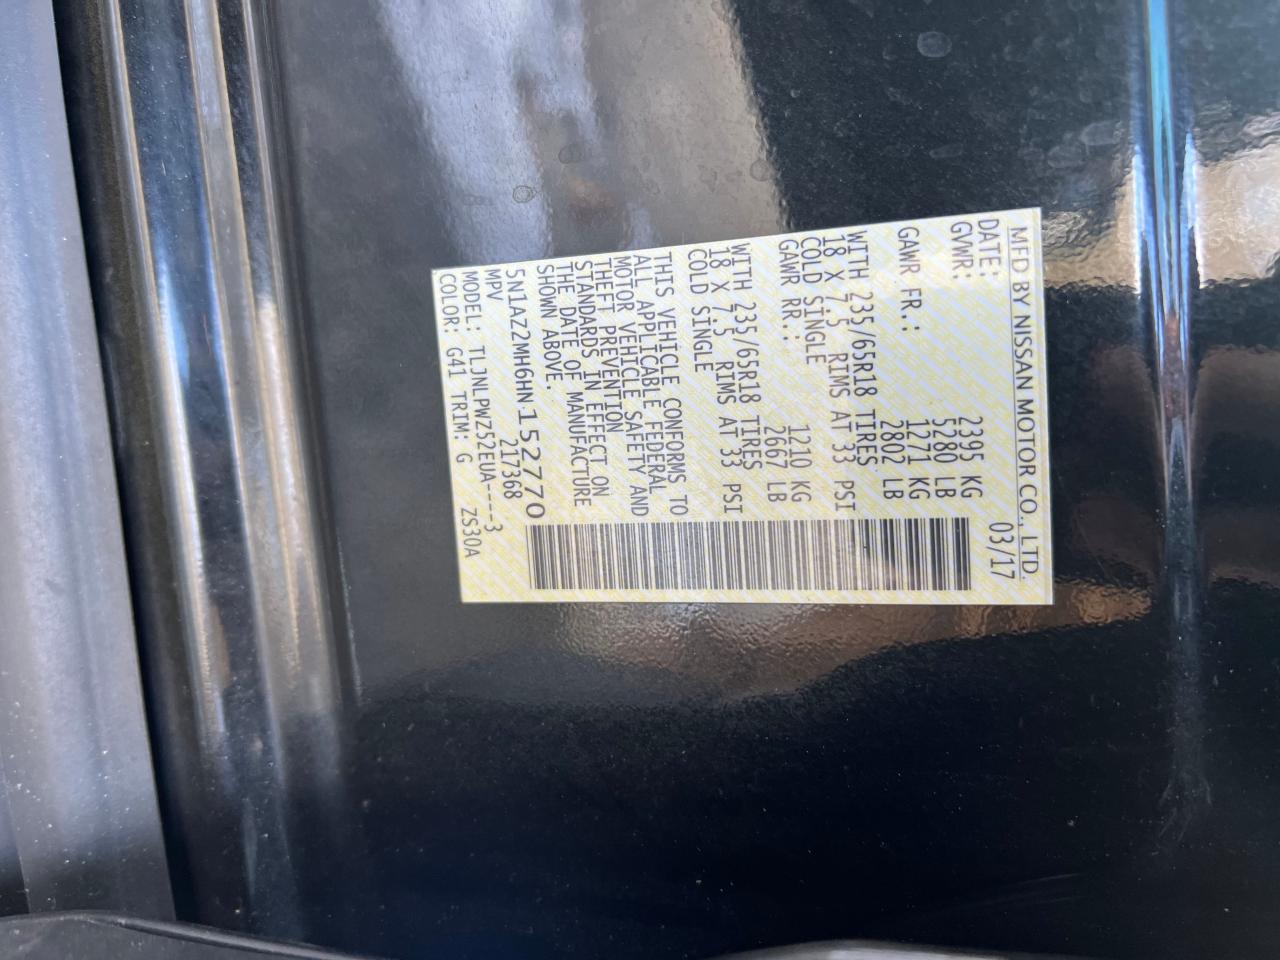 MFD BY NISSAN MOTOR CO., LTD.
DATE: 03/17
GVWR: 2395 KG
5280 LB
GAWR FR.: 1271 KG
2802 LB
WITH 235/65R18 TIRES
18 X 7.5 RIMS AT 33 PSI
COLD SINGLE
GAWR RR.: 1210 KG
2667 LB
WITH 235/65R18 TIRES
18 X 7.5 RIMS AT 33 PSI
COLD SINGLE
THIS VEHICLE CONFORMS TO
ALL APPLICABLE FEDERAL
MOTOR VEHICLE SAFETY AND
THEFT PREVENTION
STANDARDS IN EFFECT ON
THE DATE OF MANUFACTURE
SHOWN ABOVE.
5N1AZ2MH6HN152770
MPV 217368
MODEL: TLJNLPWZ52EUA----3
COLOR: G41 TRIM: G ZS30A